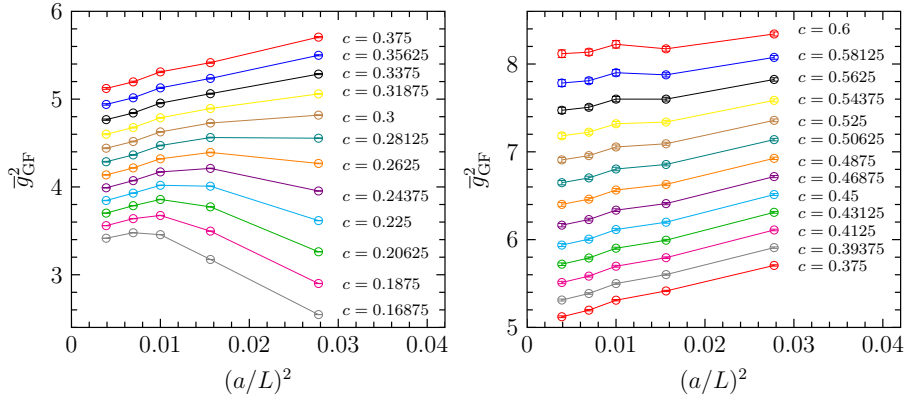 6
5
4
3
0
0.01
0.02
0.03
0.04
ḡ²_GF
(a/L)²
c = 0.375
c = 0.35625
c = 0.3375
c = 0.31875
c = 0.3
c = 0.28125
c = 0.2625
c = 0.24375
c = 0.225
c = 0.20625
c = 0.1875
c = 0.16875
8
7
6
5
0
0.01
0.02
0.03
0.04
ḡ²_GF
(a/L)²
c = 0.6
c = 0.58125
c = 0.5625
c = 0.54375
c = 0.525
c = 0.50625
c = 0.4875
c = 0.46875
c = 0.45
c = 0.43125
c = 0.4125
c = 0.39375
c = 0.375